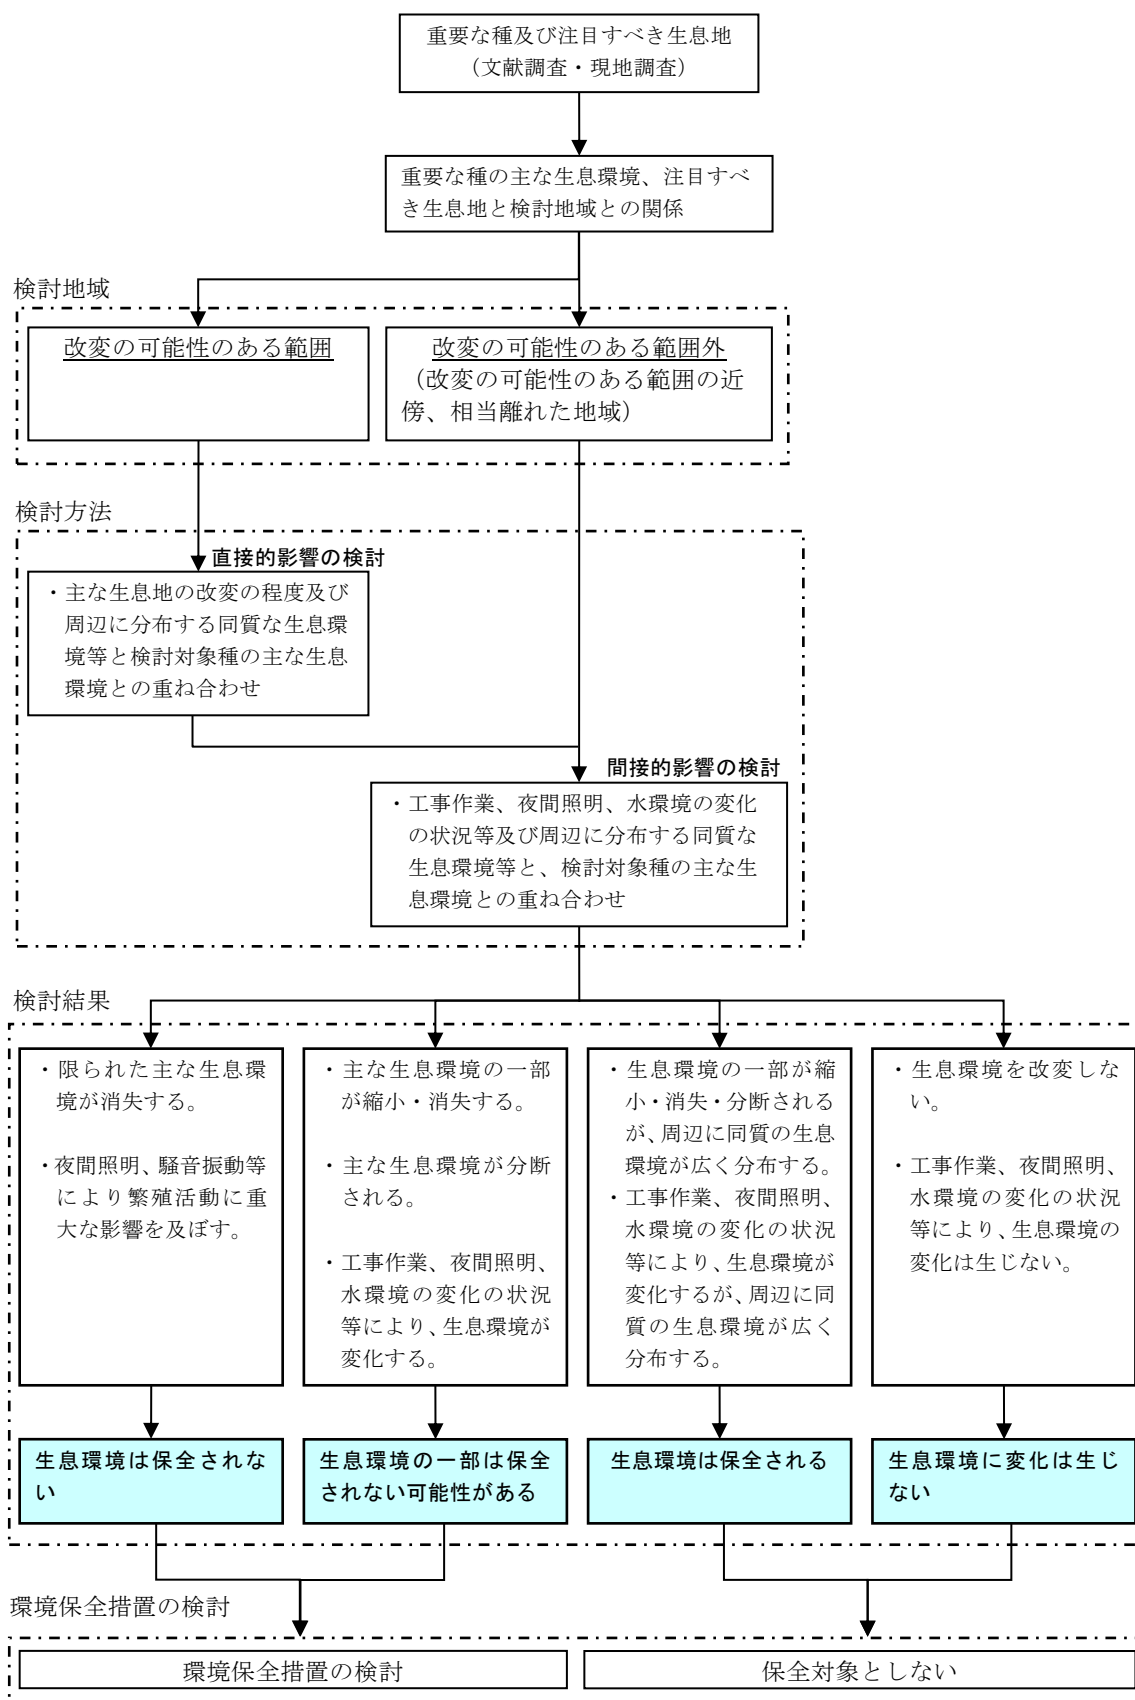 重要な種及び注目すべき生息地
（文献調査・現地調査）
重要な種の主な生息環境、注目すべ
き生息地と検討地域との関係
検討地域
改変の可能性のある範囲
改変の可能性のある範囲外
（改変の可能性のある範囲の近
傍、相当離れた地域）
検討方法
直接的影響の検討
・主な生息地の改変の程度及び
周辺に分布する同質な生息環
境等と検討対象種の主な生息
環境との重ね合わせ
間接的影響の検討
・工事作業、夜間照明、水環境の変化
の状況等及び周辺に分布する同質な
生息環境等と、検討対象種の主な生
息環境との重ね合わせ
検討結果
・限られた主な生息環
境が消失する。
・夜間照明、騒音振動等
により繁殖活動に重
大な影響を及ぼす。
・主な生息環境の一部
が縮小・消失する。
・主な生息環境が分断
される。
・工事作業、夜間照明、
水環境の変化の状況
等により、生息環境が
変化する。
・生息環境の一部が縮
小・消失・分断される
が、周辺に同質の生息
環境が広く分布する。
・工事作業、夜間照明、
水環境の変化の状況
等により、生息環境が
変化するが、周辺に同
質の生息環境が広く
分布する。
・生息環境を改変しな
い。
・工事作業、夜間照明、
水環境の変化の状況
等により、生息環境の
変化は生じない。
生息環境は保全されな
い
生息環境の一部は保全
されない可能性がある
生息環境は保全される
生息環境に変化は生じ
ない
環境保全措置の検討
環境保全措置の検討
保全対象としない